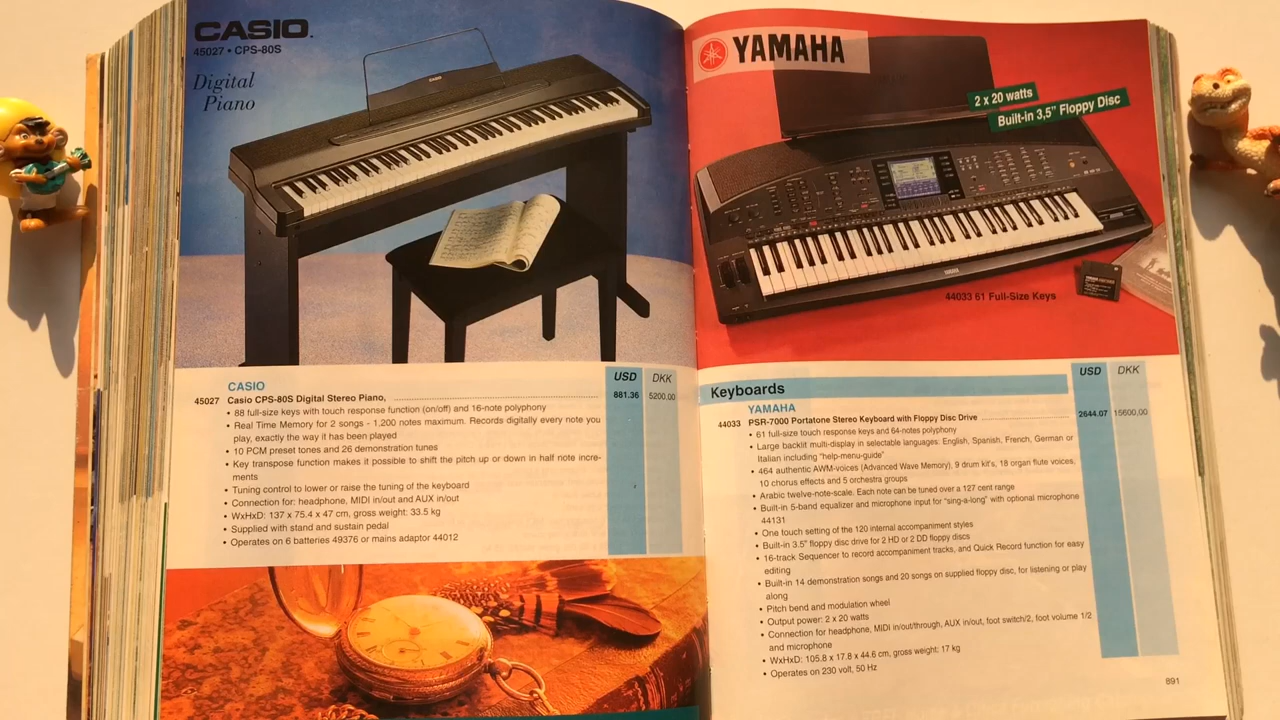 CASIO.
45027 • CPS-80S
Digital
Piano
CASIO
USD DKK
45027 Casio CPS-80S Digital Stereo Piano, 881.36 5200.00
• 88 full-size keys with touch response function (on/off) and 16-note polyphony
• Real Time Memory for 2 songs - 1,200 notes maximum. Records digitally every note you
play, exactly the way it has been played
• 10 PCM preset tones and 26 demonstration tunes
• Key transpose function makes it possible to shift the pitch up or down in half note incre-
ments
• Tuning control to lower or raise the tuning of the keyboard
• Connection for: headphone, MIDI in/out and AUX in/out
• WxHxD: 137 x 75.4 x 47 cm, gross weight: 33.5 kg
• Supplied with stand and sustain pedal
• Operates on 6 batteries 49376 or mains adaptor 44012
YAMAHA
2 x 20 watts
Built-in 3,5" Floppy Disc
YAMAHA
44033 61 Full-Size Keys
Keyboards
USD DKK
YAMAHA
44033 PSR-7000 Portatone Stereo Keyboard with Floppy Disc Drive 2644.07 15600,00
• 61 full-size touch response keys and 64-notes polyphony
• Large backlit multi-display in selectable languages: English, Spanish, French, German or
Italian including "help-menu-guide"
• 464 authentic AWM-voices (Advanced Wave Memory), 9 drum kit's, 18 organ flute voices,
10 chorus effects and 5 orchestra groups
• Arabic twelve-note-scale. Each note can be tuned over a 127 cent range
• Built-in 5-band equalizer and microphone input for "sing-a-long" with optional microphone
44131
• One touch setting of the 120 internal accompaniment styles
• Built-in 3.5" floppy disc drive for 2 HD or 2 DD floppy discs
• 16-track Sequencer to record accompaniment tracks, and Quick Record function for easy
editing
• Built-in 14 demonstration songs and 20 songs on supplied floppy disc, for listening or play
along
• Pitch bend and modulation wheel
• Output power: 2 x 20 watts
• Connection for headphone, MIDI in/out/through, AUX in/out, foot switch/2, foot volume 1/2
and microphone
• WxHxD: 105.8 x 17.8 x 44.6 cm, gross weight: 17 kg
• Operates on 230 volt, 50 Hz
891